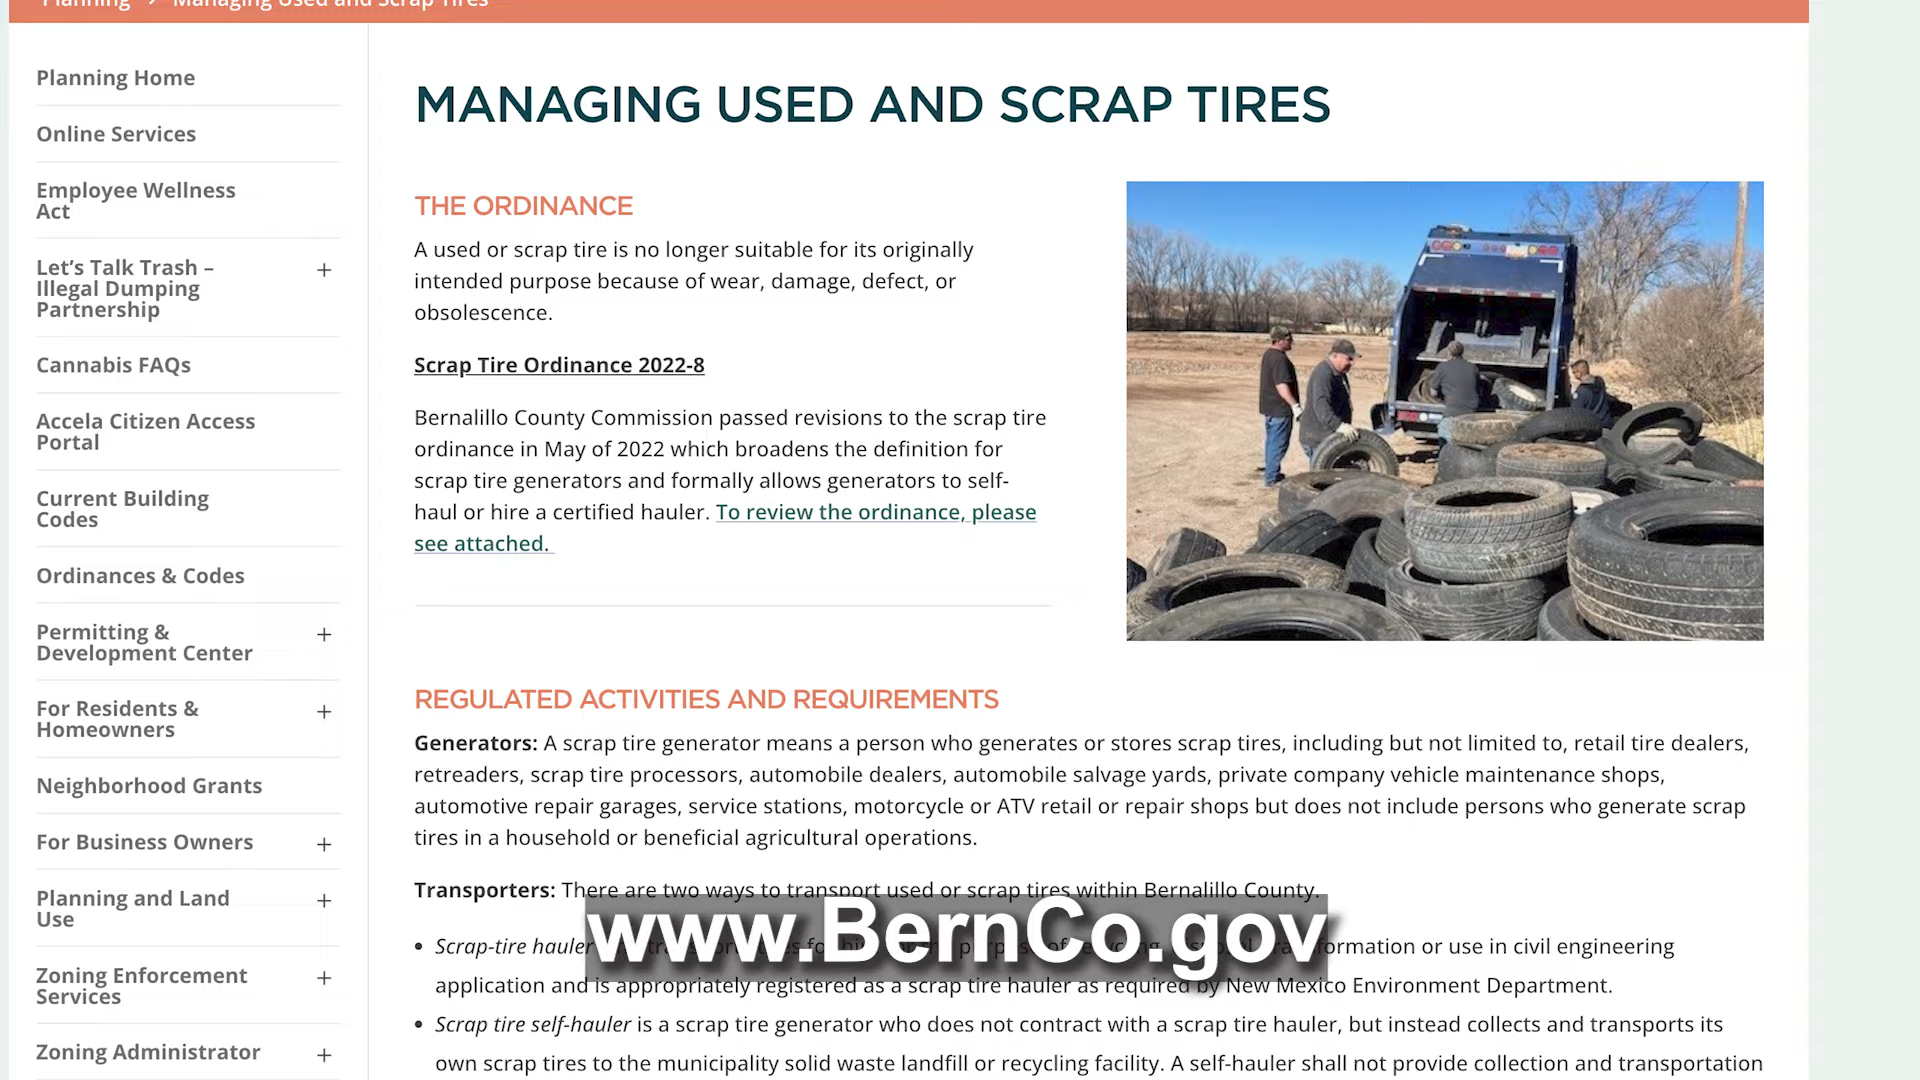 Planning > Managing Used and Scrap Tires
Planning Home
Online Services
Employee Wellness
Act
Let’s Talk Trash –
Illegal Dumping
Partnership
Cannabis FAQs
Accela Citizen Access
Portal
Current Building
Codes
Ordinances & Codes
Permitting &
Development Center
For Residents &
Homeowners
Neighborhood Grants
For Business Owners
Planning and Land
Use
Zoning Enforcement
Services
Zoning Administrator
MANAGING USED AND SCRAP TIRES
THE ORDINANCE
A used or scrap tire is no longer suitable for its originally
intended purpose because of wear, damage, defect, or
obsolescence.
Scrap Tire Ordinance 2022-8
Bernalillo County Commission passed revisions to the scrap tire
ordinance in May of 2022 which broadens the definition for
scrap tire generators and formally allows generators to self-
haul or hire a certified hauler. To review the ordinance, please
see attached.
REGULATED ACTIVITIES AND REQUIREMENTS
Generators: A scrap tire generator means a person who generates or stores scrap tires, including but not limited to, retail tire dealers,
retreaders, scrap tire processors, automobile dealers, automobile salvage yards, private company vehicle maintenance shops,
automotive repair garages, service stations, motorcycle or ATV retail or repair shops but does not include persons who generate scrap
tires in a household or beneficial agricultural operations.
Transporters: There are two ways to transport used or scrap tires within Bernalillo County.
www.BernCo.gov
Scrap-tire hauler or use in civil engineering
application and is appropriately registered as a scrap tire hauler as required by New Mexico Environment Department.
Scrap tire self-hauler is a scrap tire generator who does not contract with a scrap tire hauler, but instead collects and transports its
own scrap tires to the municipality solid waste landfill or recycling facility. A self-hauler shall not provide collection and transportation